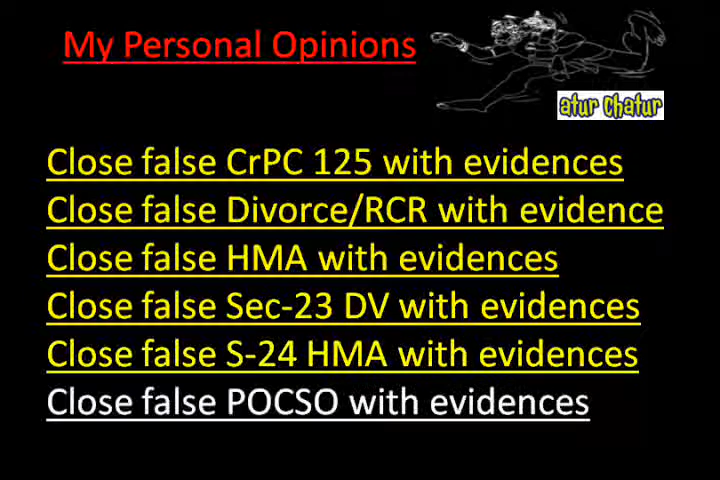 My Personal Opinions
atur Chatur
Close false CrPC 125 with evidences
Close false Divorce/RCR with evidence
Close false HMA with evidences
Close false Sec-23 DV with evidences
Close false S-24 HMA with evidences
Close false POCSO with evidences